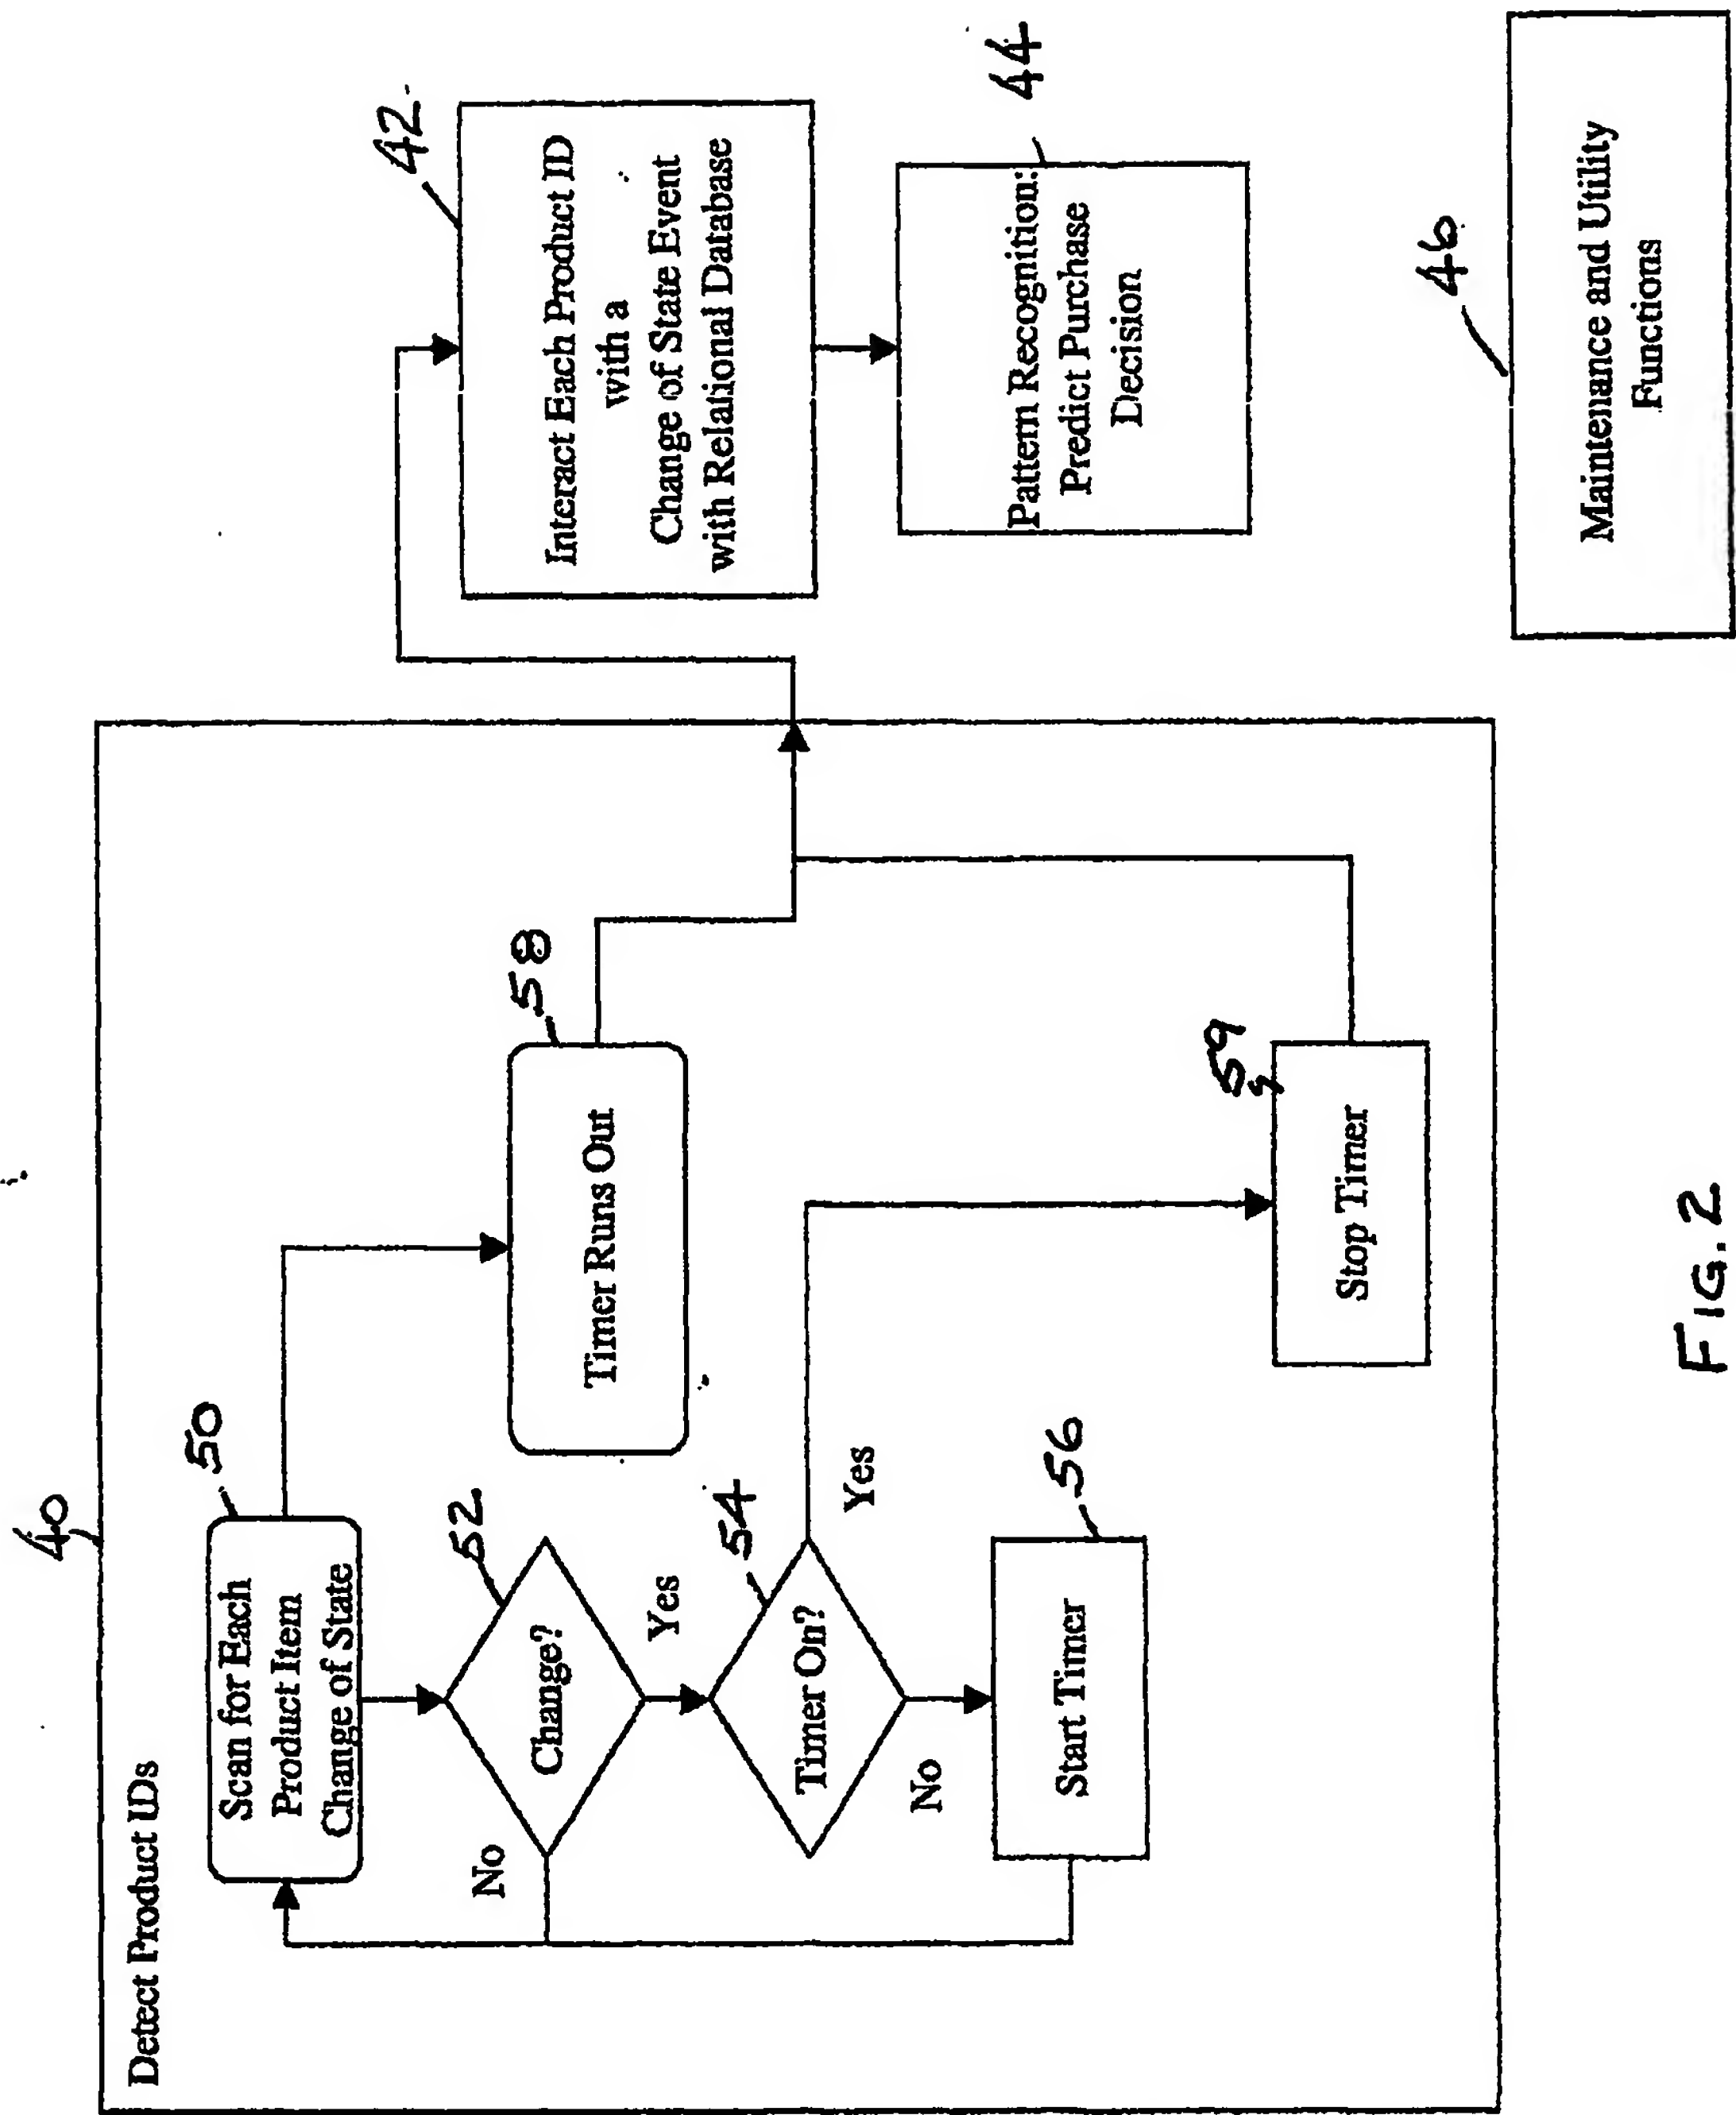 40
Detect Product IDs
50
Scan for Each
Product Item
Change of State
52
Change?
No
Yes
54
Timer On?
Yes
No
56
Start Timer
58
Timer Runs Out
59
Stop Timer
42
Interact Each Product ID
with a
Change of State Event
with Relational Database
44
Pattern Recognition:
Predict Purchase
Decision
46
Maintenance and Utility
Functions
FIG. 2